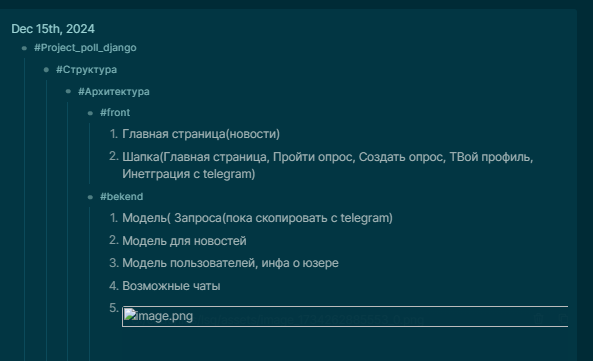 Dec 15th, 2024
#Project_poll_django
#Структура
#Архитектура
#front
1. Главная страница(новости)
2. Шапка(Главная страница, Пройти опрос, Создать опрос, ТВой профиль,
Инетграция с telegram)
#bekend
1. Модель( Запроса(пока скопировать с telegram)
2. Модель для новостей
3. Модель пользователей, инфа о юзере
4. Возможные чаты
5.
image.png